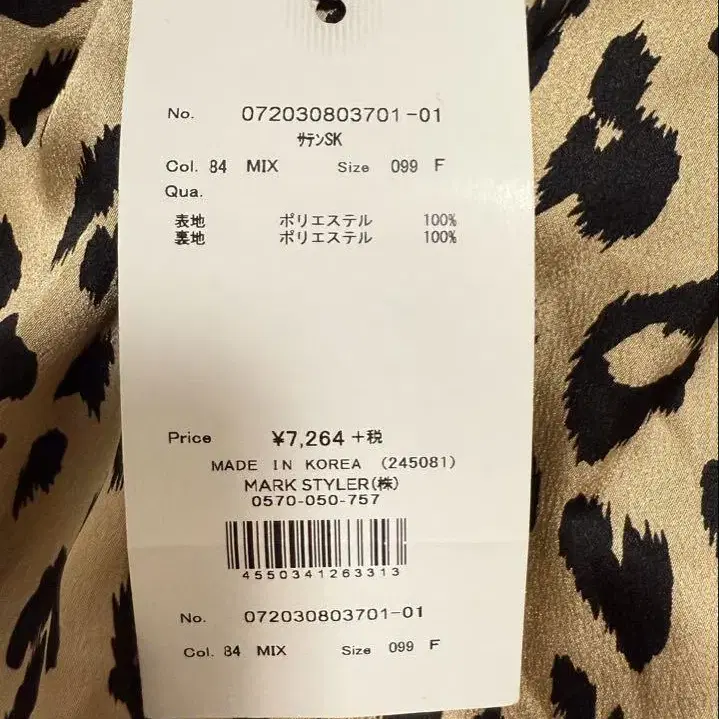 No. 072030803701-01
ｻﾃﾝSK
Col. 84 MIX Size 099 F
Qua.
表地 ポリエステル 100%
裏地 ポリエステル 100%
Price ¥7,264 +税
MADE IN KOREA (245081)
MARK STYLER(株)
0570-050-757
4550341263313
No. 072030803701-01
Col. 84 MIX Size 099 F